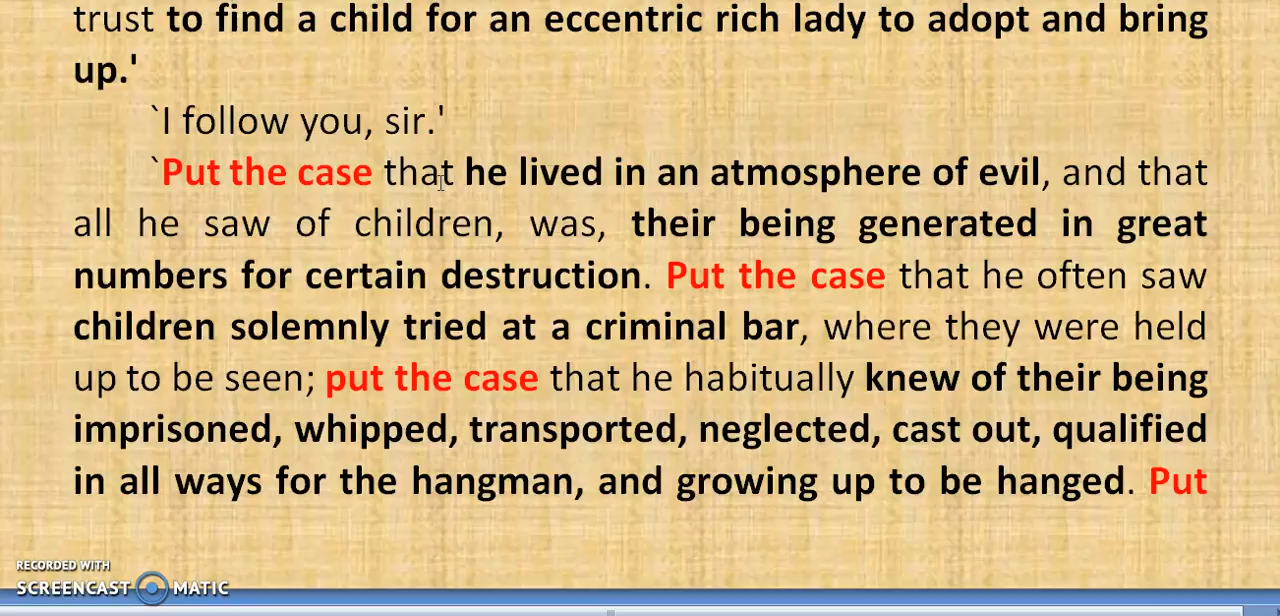 trust to find a child for an eccentric rich lady to adopt and bring
up.'
`I follow you, sir.'
`Put the case that he lived in an atmosphere of evil, and that
all he saw of children, was, their being generated in great
numbers for certain destruction. Put the case that he often saw
children solemnly tried at a criminal bar, where they were held
up to be seen; put the case that he habitually knew of their being
imprisoned, whipped, transported, neglected, cast out, qualified
in all ways for the hangman, and growing up to be hanged. Put
RECORDED WITH
SCREENCAST MATIC